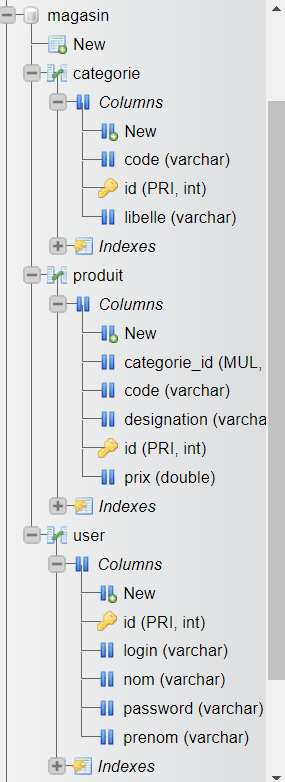 magasin
New
categorie
Columns
New
code (varchar)
id (PRI, int)
libelle (varchar)
Indexes
produit
Columns
New
categorie_id (MUL,
code (varchar)
designation (varcha
id (PRI, int)
prix (double)
Indexes
user
Columns
New
id (PRI, int)
login (varchar)
nom (varchar)
password (varchar)
prenom (varchar)
Indexes